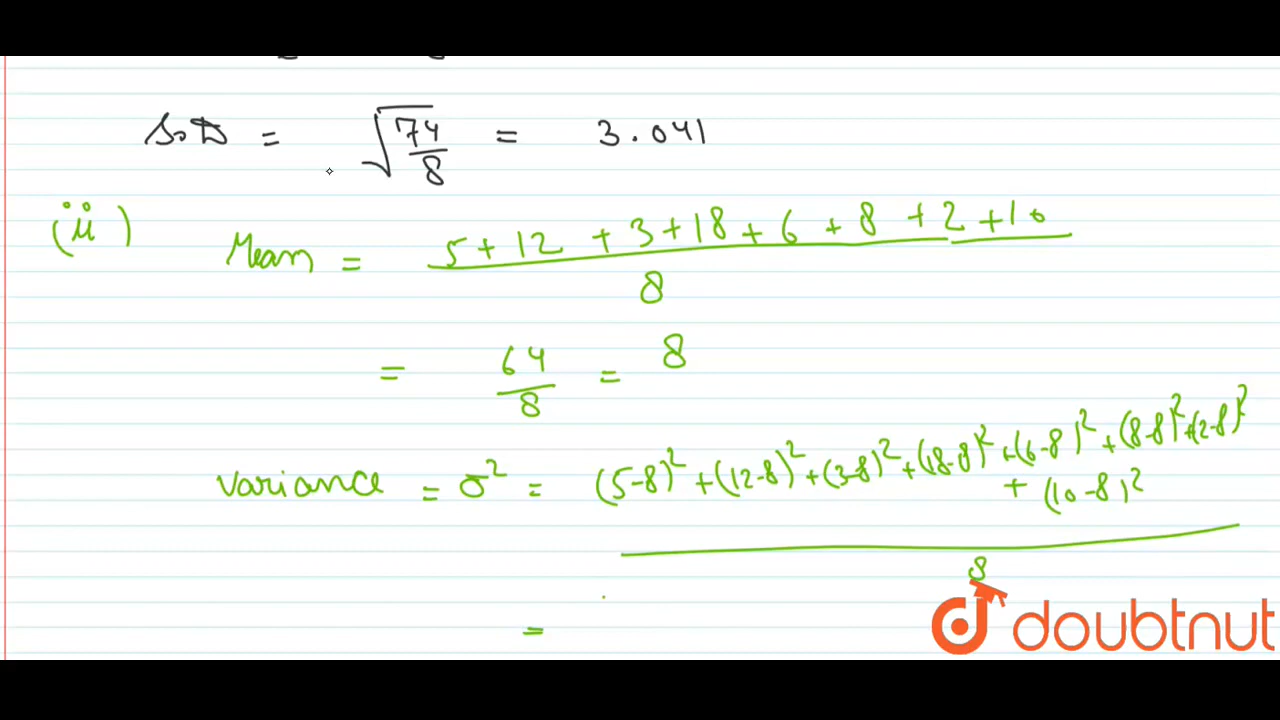 S.D = √74/8 = 3.041
(ii) Mean = 5+12+3+18+6+8+2+10
8
= 64/8 = 8
variance = σ² = (5-8)²+(12-8)²+(3-8)²+(18-8)²+(6-8)²+(8-8)²+(2-8)²
+(10-8)²
8
=
doubtnut